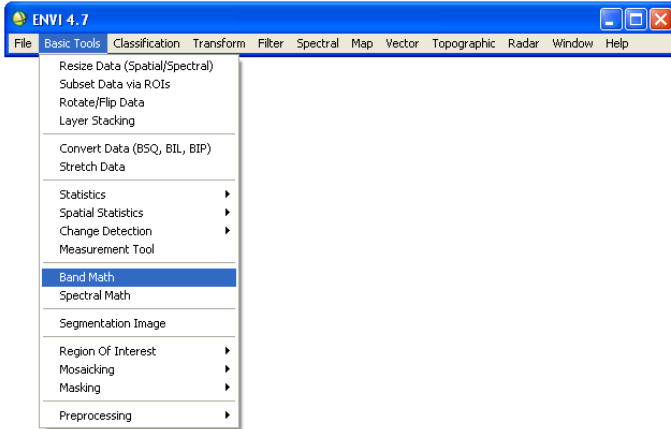 ENVI 4.7
File Basic Tools Classification Transform Filter Spectral Map Vector Topographic Radar Window Help
Resize Data (Spatial/Spectral)
Subset Data via ROIs
Rotate/Flip Data
Layer Stacking
Convert Data (BSQ, BIL, BIP)
Stretch Data
Statistics
Spatial Statistics
Change Detection
Measurement Tool
Band Math
Spectral Math
Segmentation Image
Region Of Interest
Mosaicking
Masking
Preprocessing